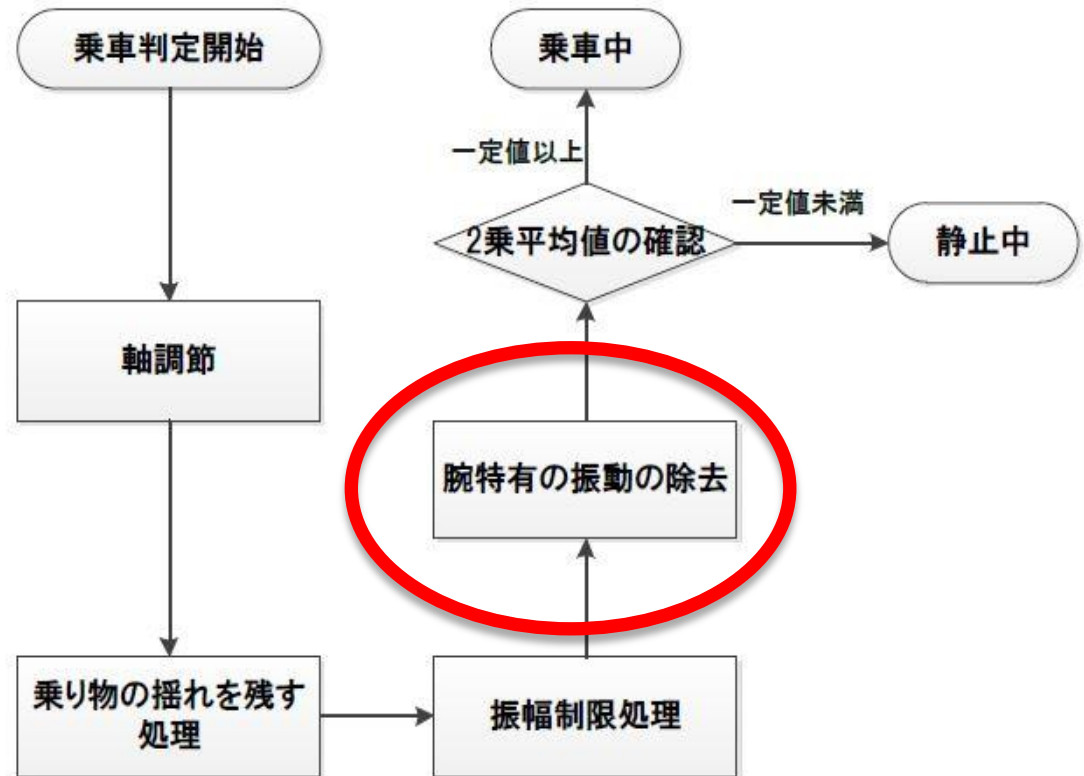 乗車判定開始
軸調節
乗り物の揺れを残す
処理
振幅制限処理
腕特有の振動の除去
2乗平均値の確認
一定値以上
乗車中
一定値未満
静止中